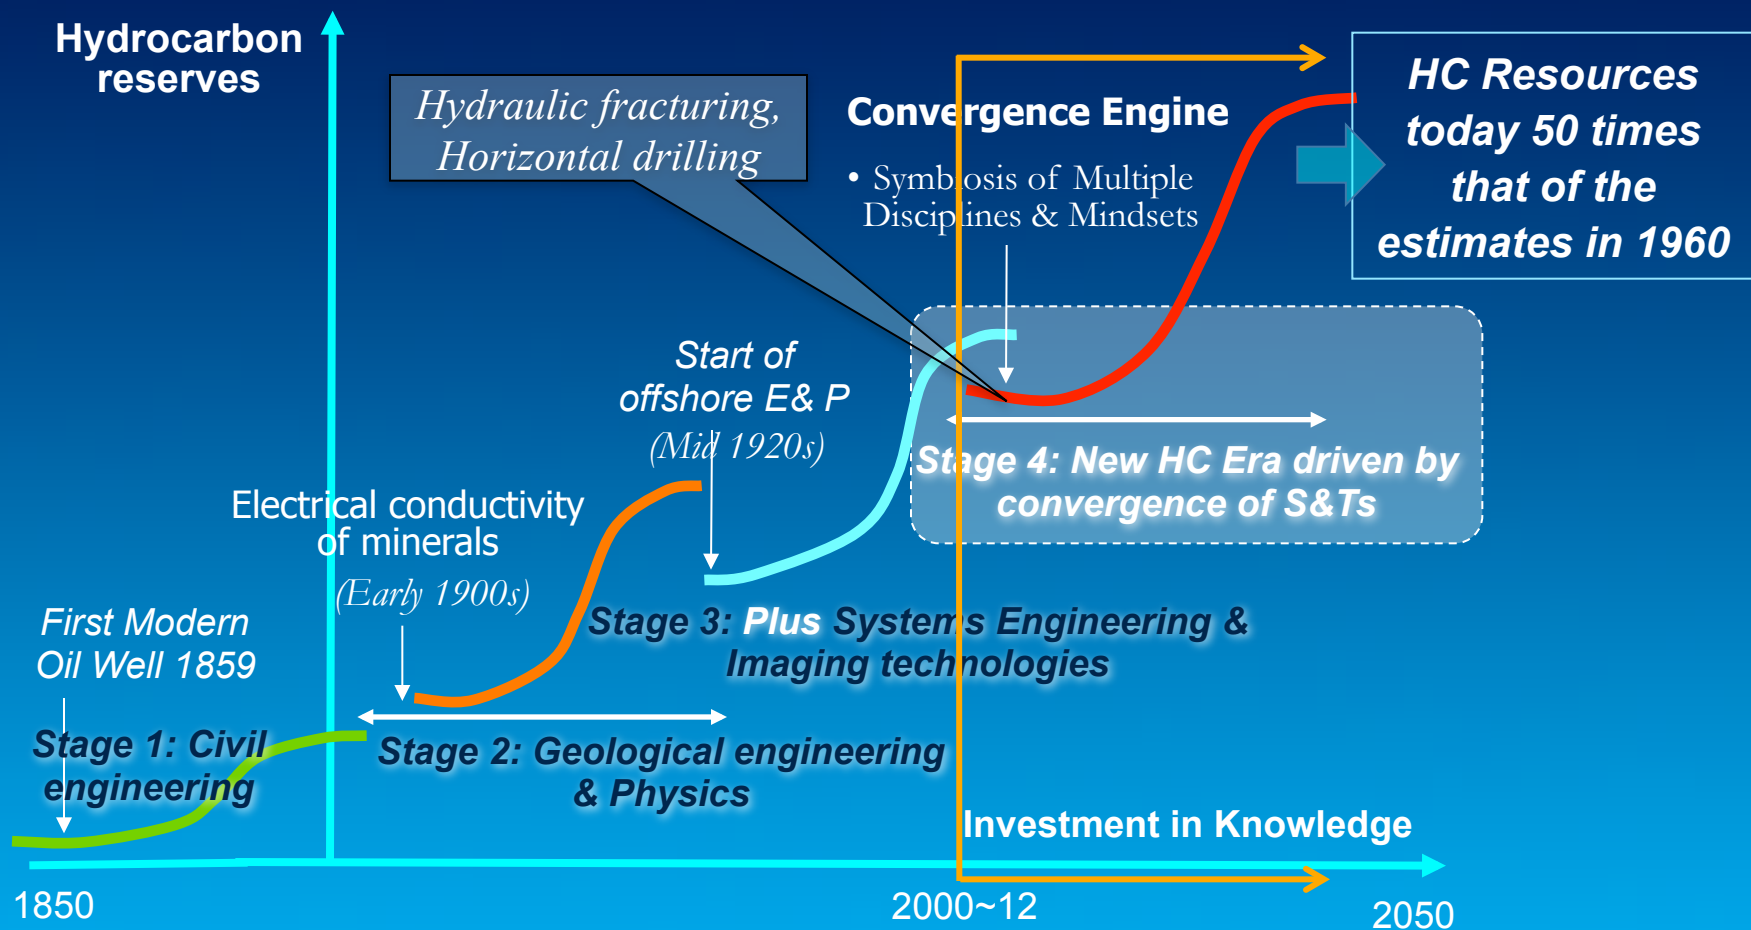 Hydrocarbon
reserves
Hydraulic fracturing,
Horizontal drilling
Convergence Engine
• Symbiosis of Multiple
Disciplines & Mindsets
HC Resources
today 50 times
that of the
estimates in 1960
Start of
offshore E& P
(Mid 1920s)
Stage 4: New HC Era driven by
convergence of S&Ts
Electrical conductivity
of minerals
(Early 1900s)
First Modern
Oil Well 1859
Stage 3: Plus Systems Engineering &
Imaging technologies
Stage 1: Civil
engineering
Stage 2: Geological engineering
& Physics
Investment in Knowledge
1850
2000~12
2050